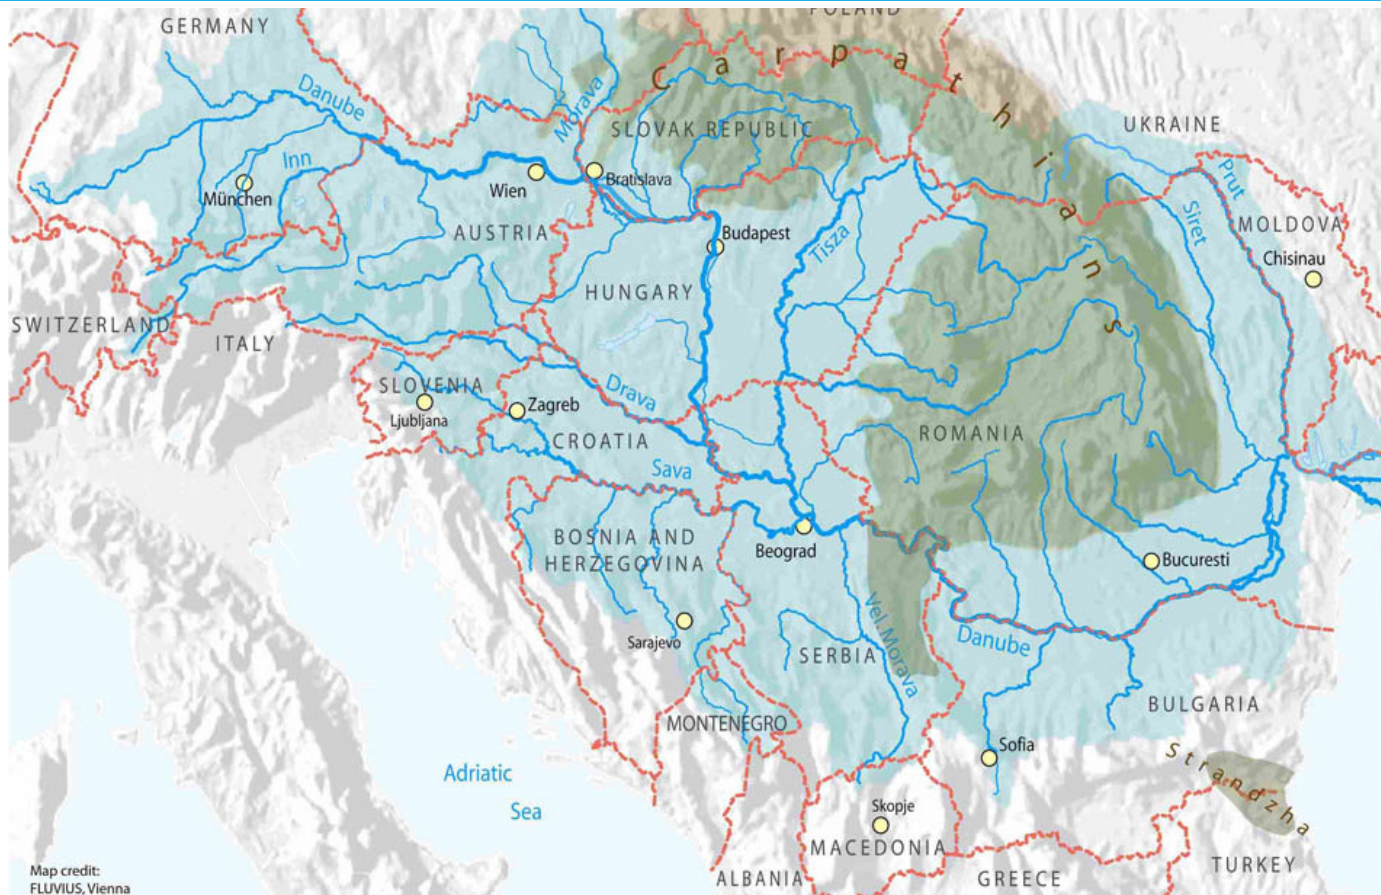 GERMANY
POLAND
Carpathians
Danube
Morava
SLOVAK REPUBLIC
UKRAINE
Inn
München
Wien
Bratislava
Prut
Siret
MOLDOVA
Chisinau
AUSTRIA
Budapest
Tisza
HUNGARY
SWITZERLAND
ITALY
SLOVENIA
Ljubljana
Zagreb
Drava
CROATIA
Sava
ROMANIA
BOSNIA AND
HERZEGOVINA
Beograd
Bucuresti
Sarajevo
Vel.Morava
SERBIA
Danube
MONTENEGRO
BULGARIA
Sofia
Strandzha
Adriatic
Sea
Skopje
MACEDONIA
ALBANIA
GREECE
TURKEY
Map credit:
FLUVIUS, Vienna